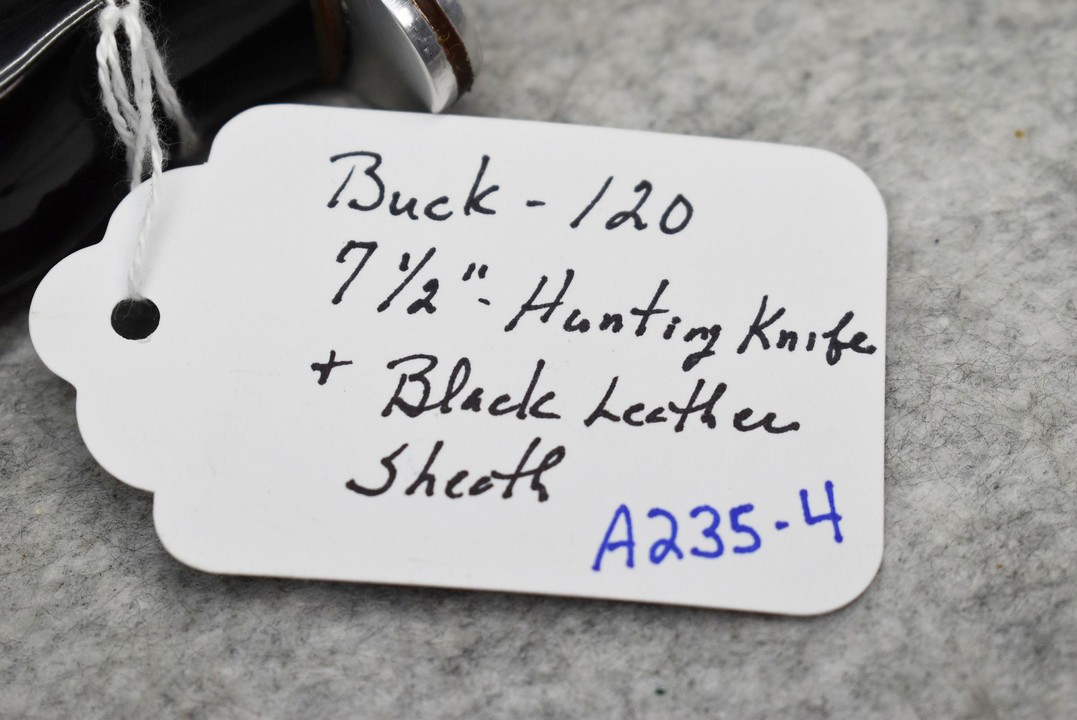 Buck - 120
7 1/2" - Hunting Knife
+ Black Leather
Sheath
A235-4